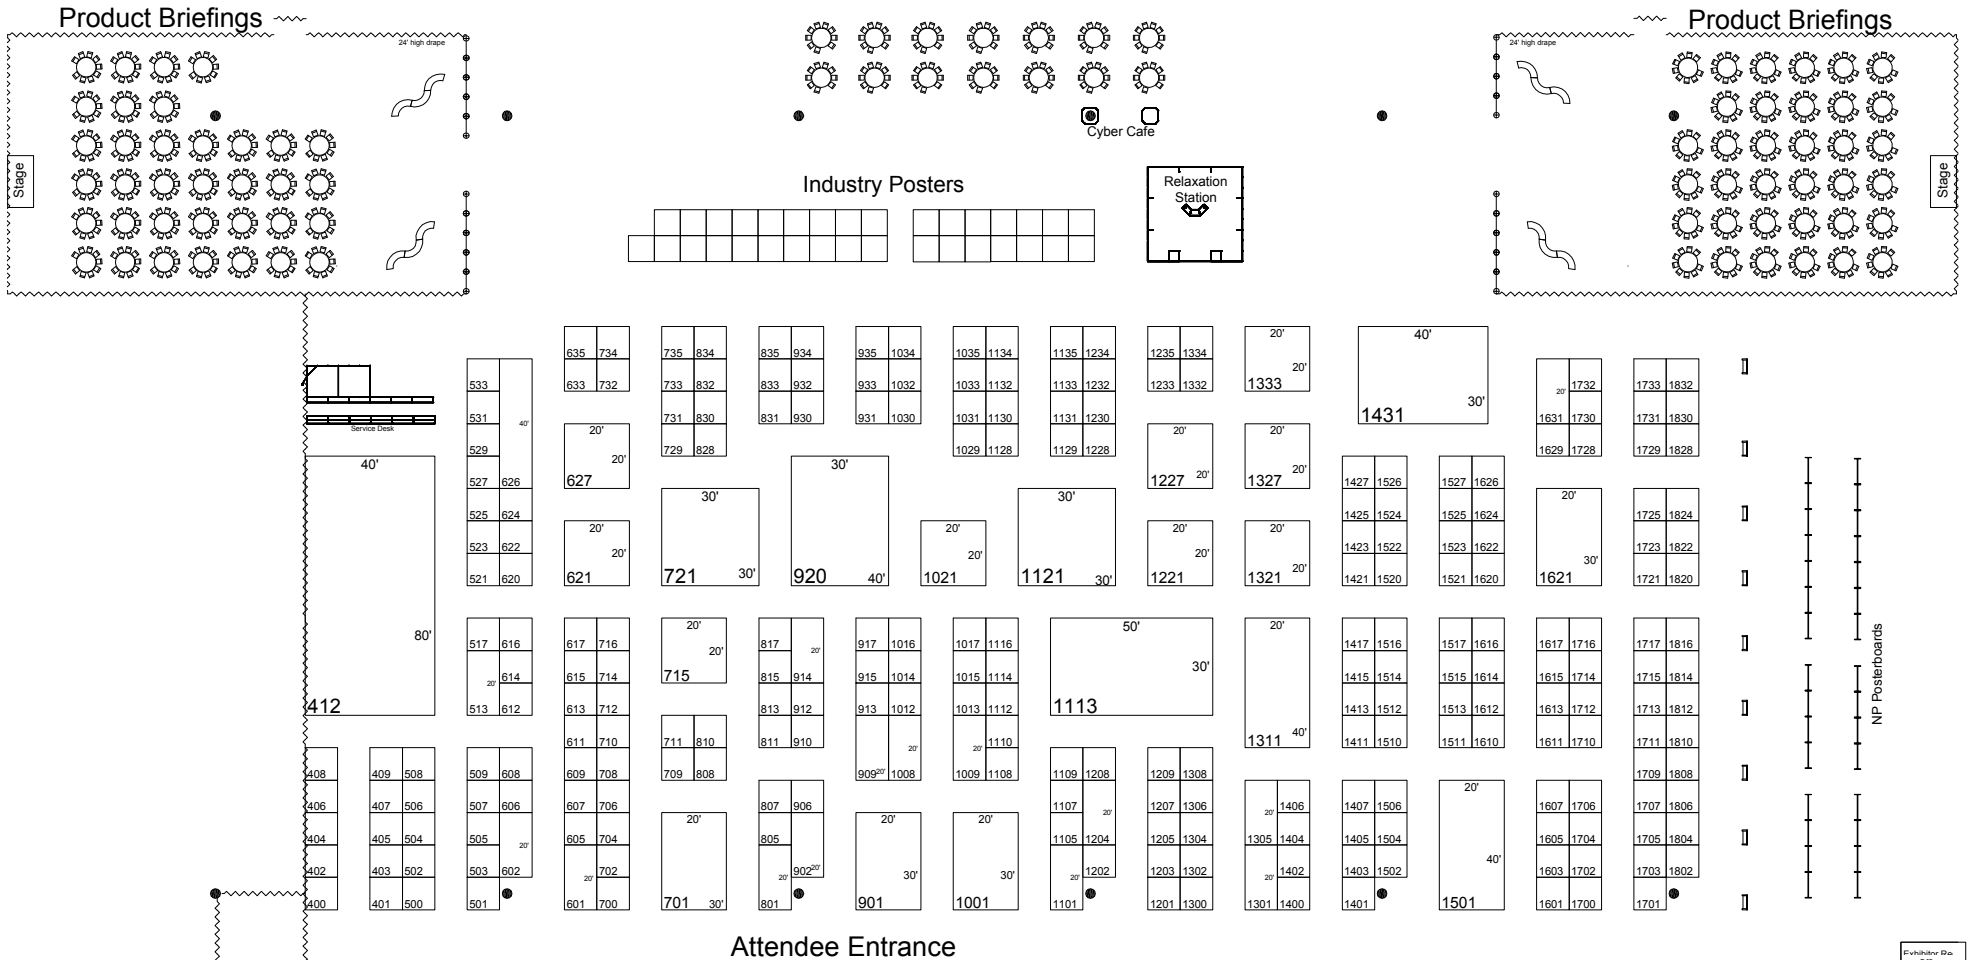 Product Briefings
Product Briefings
24' high drape
24' high drape
Cyber Cafe
Stage
Industry Posters
Relaxation
Station
Stage
635 734 735 834 835 934 935 1034 1035 1134 1135 1234 1235 1334 20' 40'
533 633 732 733 832 833 932 933 1032 1033 1132 1133 1232 1233 1332 1333 20' 20' 1732 1733 1832
531 40' 731 830 831 930 931 1030 1031 1130 1131 1230 1431 30' 1631 1730 1731 1830
Service Desk
20' 20' 20'
529 729 828 1029 1128 1129 1228 1629 1728 1729 1828
40' 20' 30' 20' 20'
527 626 627 1227 1327 1427 1526 1527 1626
30' 30' 20'
525 624 1425 1524 1525 1624 1725 1824
20' 20' 20' 20'
523 622 20' 20' 20' 20' 1423 1522 1523 1622 30' 1723 1822
521 620 621 721 30' 920 40' 1021 1121 30' 1221 1321 1421 1520 1521 1620 1621 1721 1820
80' 20' 50' 20'
517 616 617 716 20' 817 20' 917 1016 1017 1116 30' 1417 1516 1517 1616 1617 1716 1717 1816
20' 614 615 714 715 815 914 915 1014 1015 1114 1415 1514 1515 1614 1615 1714 1715 1814
412 513 612 613 712 813 912 913 1012 1013 1112 1113 1413 1512 1513 1612 1613 1712 1713 1812
NP Posterboards
611 710 711 810 811 910 20' 20' 1110 1311 40' 1411 1510 1511 1610 1611 1710 1711 1810
408 409 508 509 608 609 708 709 808 909 20' 1008 1009 1108 1109 1208 1209 1308 1709 1808
406 407 506 507 606 607 706 807 906 1107 20' 1207 1306 20' 1406 1407 1506 20' 1607 1706 1707 1806
20' 20' 20'
404 405 504 505 20' 605 704 805 1105 1204 1205 1304 1305 1404 1405 1504 1605 1704 1705 1804
402 403 502 503 602 20' 702 20' 902 20' 30' 30' 20' 1202 1203 1302 20' 1402 1403 1502 40' 1603 1702 1703 1802
400 401 500 501 601 700 701 30' 801 901 1001 1101 1201 1300 1301 1400 1401 1501 1601 1700 1701
Attendee Entrance
Exhibitor Re